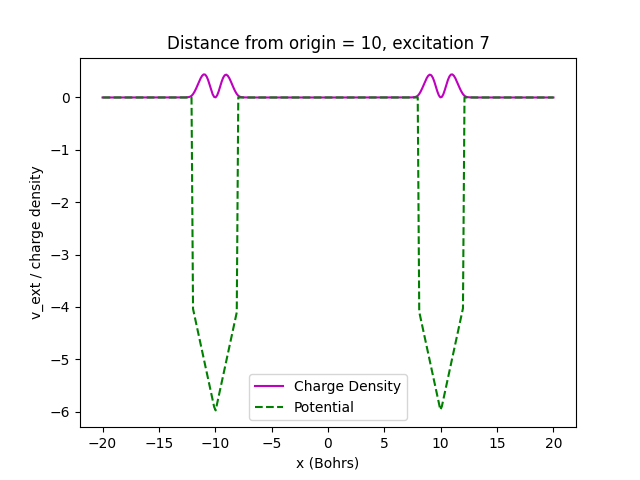 Distance from origin = 10, excitation 7
v_ext / charge density
0
−1
−2
−3
−4
−5
−6
Charge Density
Potential
−20 −15 −10 −5 0 5 10 15 20
x (Bohrs)